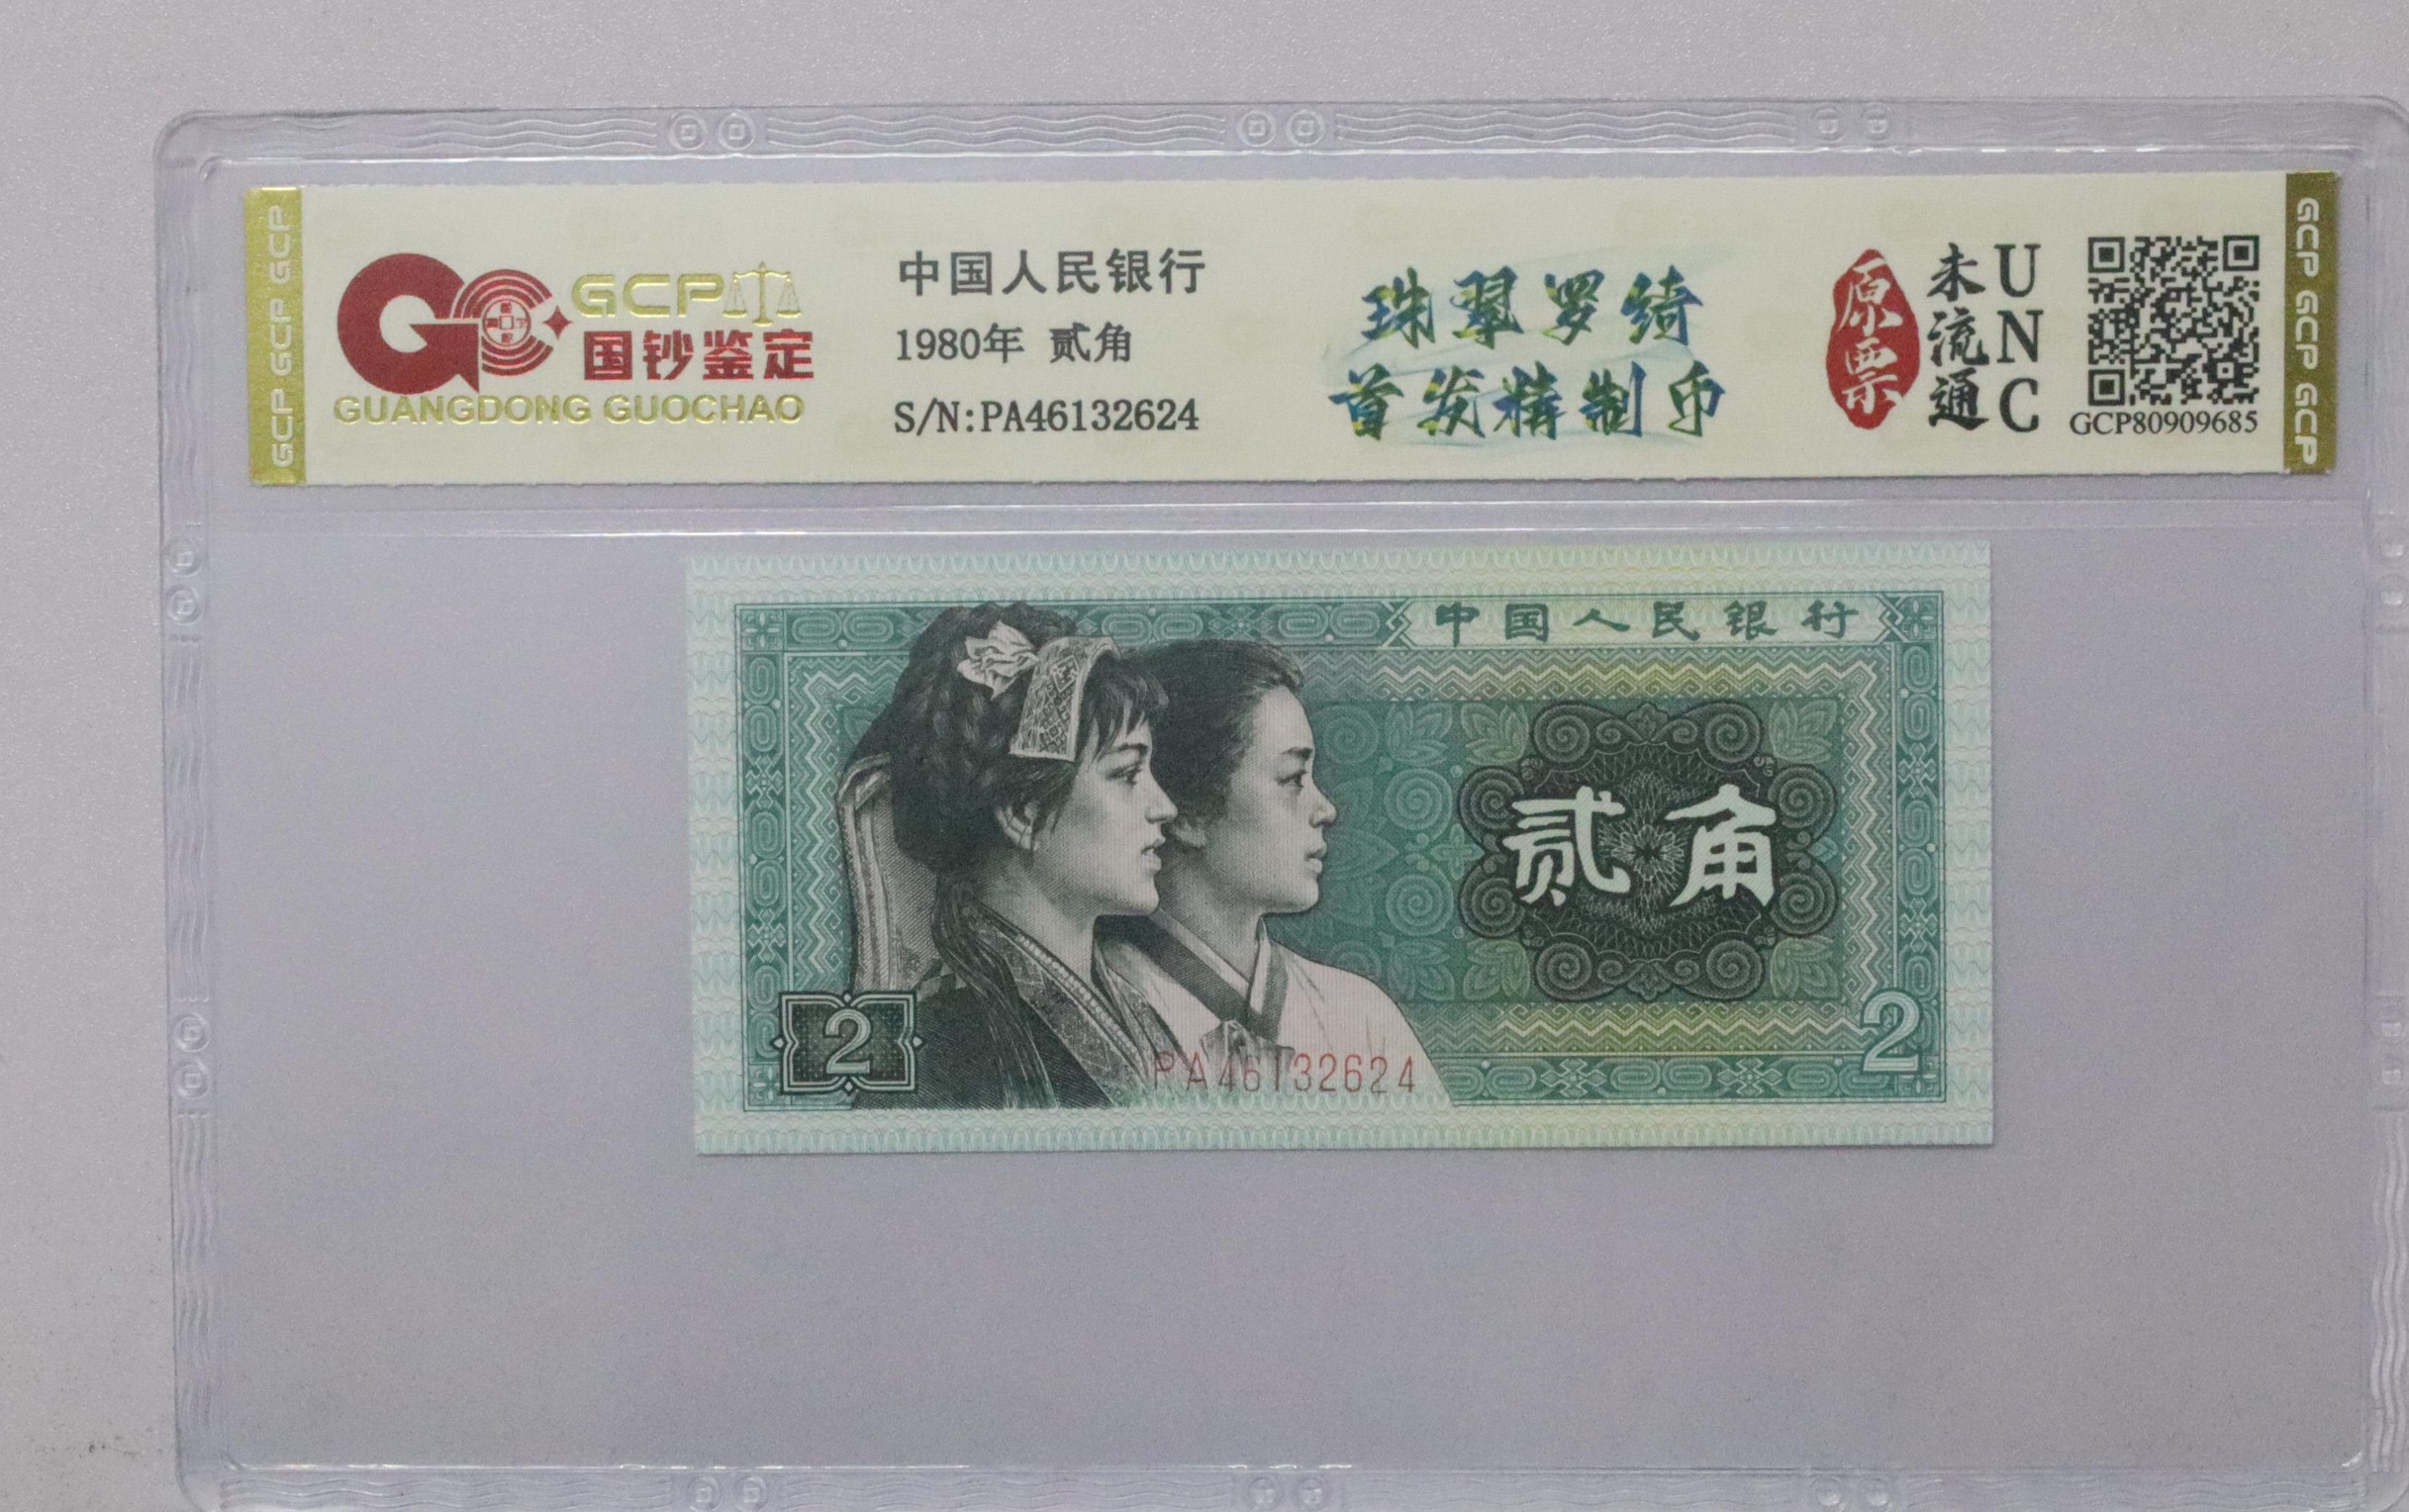 GCP GCP GCP
GCP
国钞鉴定
GUANGDONG GUOCHAO
中国人民银行
1980年 贰角
S/N:PA46132624
珠翠罗绮
首发精制币
原票
未流通
UNC
GCP80909685
GCP GCP GCP
中国人民银行
贰角
2
PA46132624
2